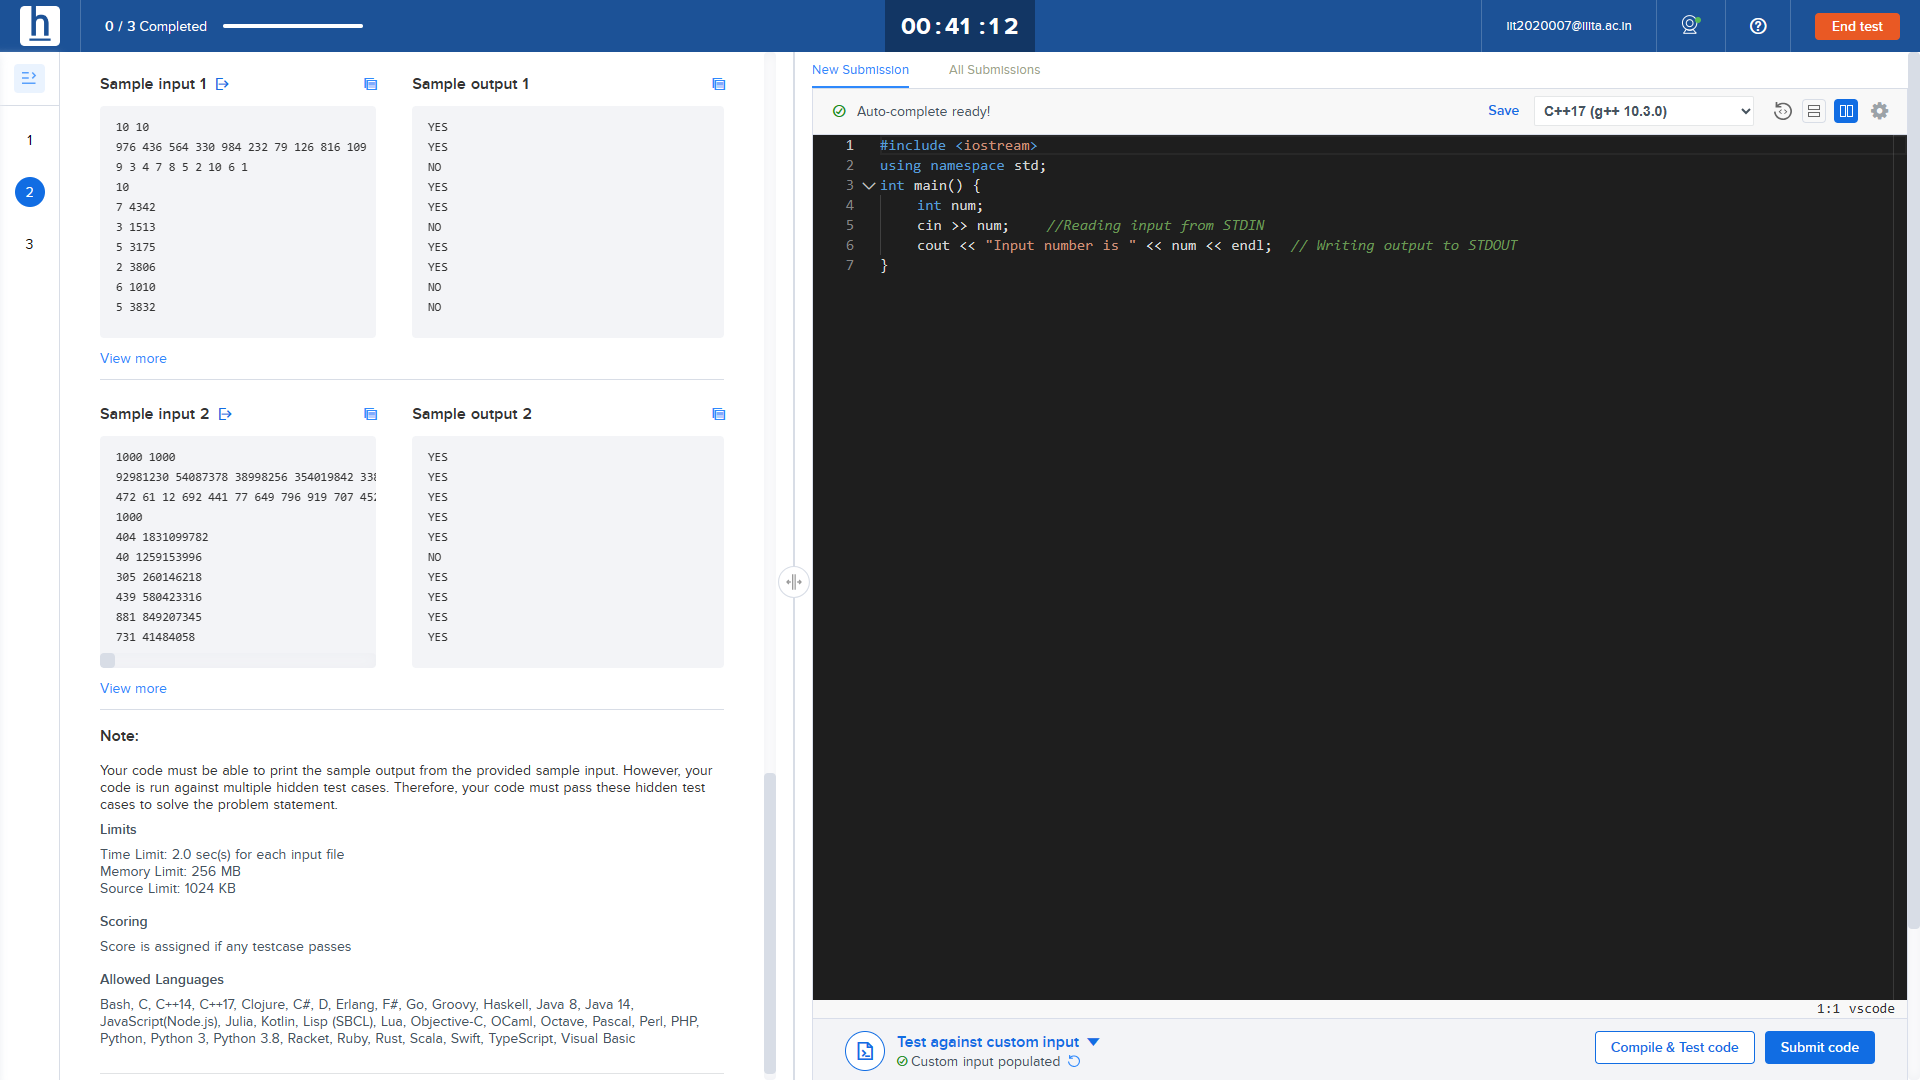 h
0 / 3 Completed
00:41:12
iit2020007@iiita.ac.in
End test
1
2
3
Sample input 1
Sample output 1
10 10
976 436 564 330 984 232 79 126 816 109
9 3 4 7 8 5 2 10 6 1
10
7 4342
3 1513
5 3175
2 3806
6 1010
5 3832
YES
YES
NO
YES
YES
NO
YES
YES
NO
NO
View more
Sample input 2
Sample output 2
1000 1000
92981230 54087378 38998256 354019842 338
472 61 12 692 441 77 649 796 919 707 452
1000
404 1831099782
40 1259153996
305 260146218
439 580423316
881 849207345
731 41484058
YES
YES
YES
YES
YES
NO
YES
YES
YES
YES
View more
Note:
Your code must be able to print the sample output from the provided sample input. However, your
code is run against multiple hidden test cases. Therefore, your code must pass these hidden test
cases to solve the problem statement.
Limits
Time Limit: 2.0 sec(s) for each input file
Memory Limit: 256 MB
Source Limit: 1024 KB
Scoring
Score is assigned if any testcase passes
Allowed Languages
Bash, C, C++14, C++17, Clojure, C#, D, Erlang, F#, Go, Groovy, Haskell, Java 8, Java 14,
JavaScript(Node.js), Julia, Kotlin, Lisp (SBCL), Lua, Objective-C, OCaml, Octave, Pascal, Perl, PHP,
Python, Python 3, Python 3.8, Racket, Ruby, Rust, Scala, Swift, TypeScript, Visual Basic
New Submission
All Submissions
Auto-complete ready!
Save
C++17 (g++ 10.3.0)
1 #include <iostream>
2 using namespace std;
3 int main() {
4 int num;
5 cin >> num; //Reading input from STDIN
6 cout << "Input number is " << num << endl; // Writing output to STDOUT
7 }
1:1 vscode
Test against custom input
Custom input populated
Compile & Test code
Submit code